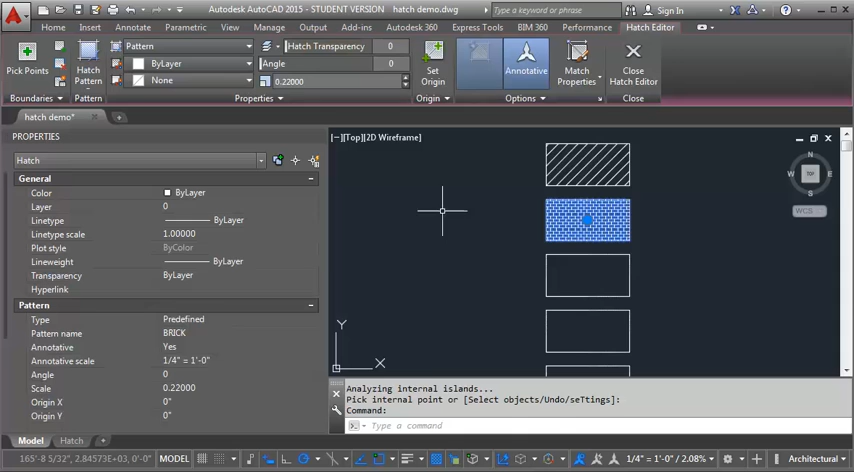 Autodesk AutoCAD 2015 - STUDENT VERSION hatch demo.dwg
Type a keyword or phrase
Sign In
Home Insert Annotate Parametric View Manage Output Add-ins Autodesk 360 Express Tools BIM 360 Performance Hatch Editor
Pattern Hatch Transparency 0
ByLayer Angle 0
None 0.22000
Pick Points
Hatch
Pattern
Set
Origin
Annotative
Match
Properties
Close
Hatch Editor
Boundaries Pattern Properties Origin Options Close
hatch demo*
PROPERTIES
Hatch
General
Color ByLayer
Layer 0
Linetype ByLayer
Linetype scale 1.00000
Plot style ByColor
Lineweight ByLayer
Transparency ByLayer
Hyperlink
Pattern
Type Predefined
Pattern name BRICK
Annotative Yes
Annotative scale 1/4" = 1'-0"
Angle 0
Scale 0.22000
Origin X 0"
Origin Y 0"
[−][Top][2D Wireframe]
N
W TOP E
S
WCS
Y
X
Analyzing internal islands...
Pick internal point or [Select objects/Undo/seTtings]:
Command:
Type a command
Model Hatch
165'-8 5/32", 2.84573E+03, 0'-0" MODEL 1/4" = 1'-0" / 2.08% Architectural